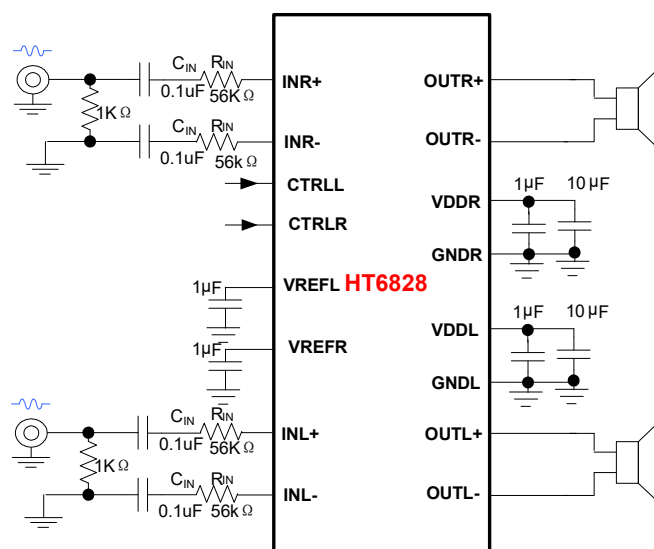 CIN RIN
0.1uF 56KΩ
INR+
OUTR+
1KΩ
CIN RIN
0.1uF 56kΩ
INR-
OUTR-
CTRLL
1µF 10µF
VDDR
CTRLR
GNDR
1µF
VREFL HT6828
1µF 10µF
VDDL
1µF
VREFR
GNDL
CIN RIN
0.1uF 56KΩ
INL+
OUTL+
1KΩ
CIN RIN
0.1uF 56kΩ
INL-
OUTL-